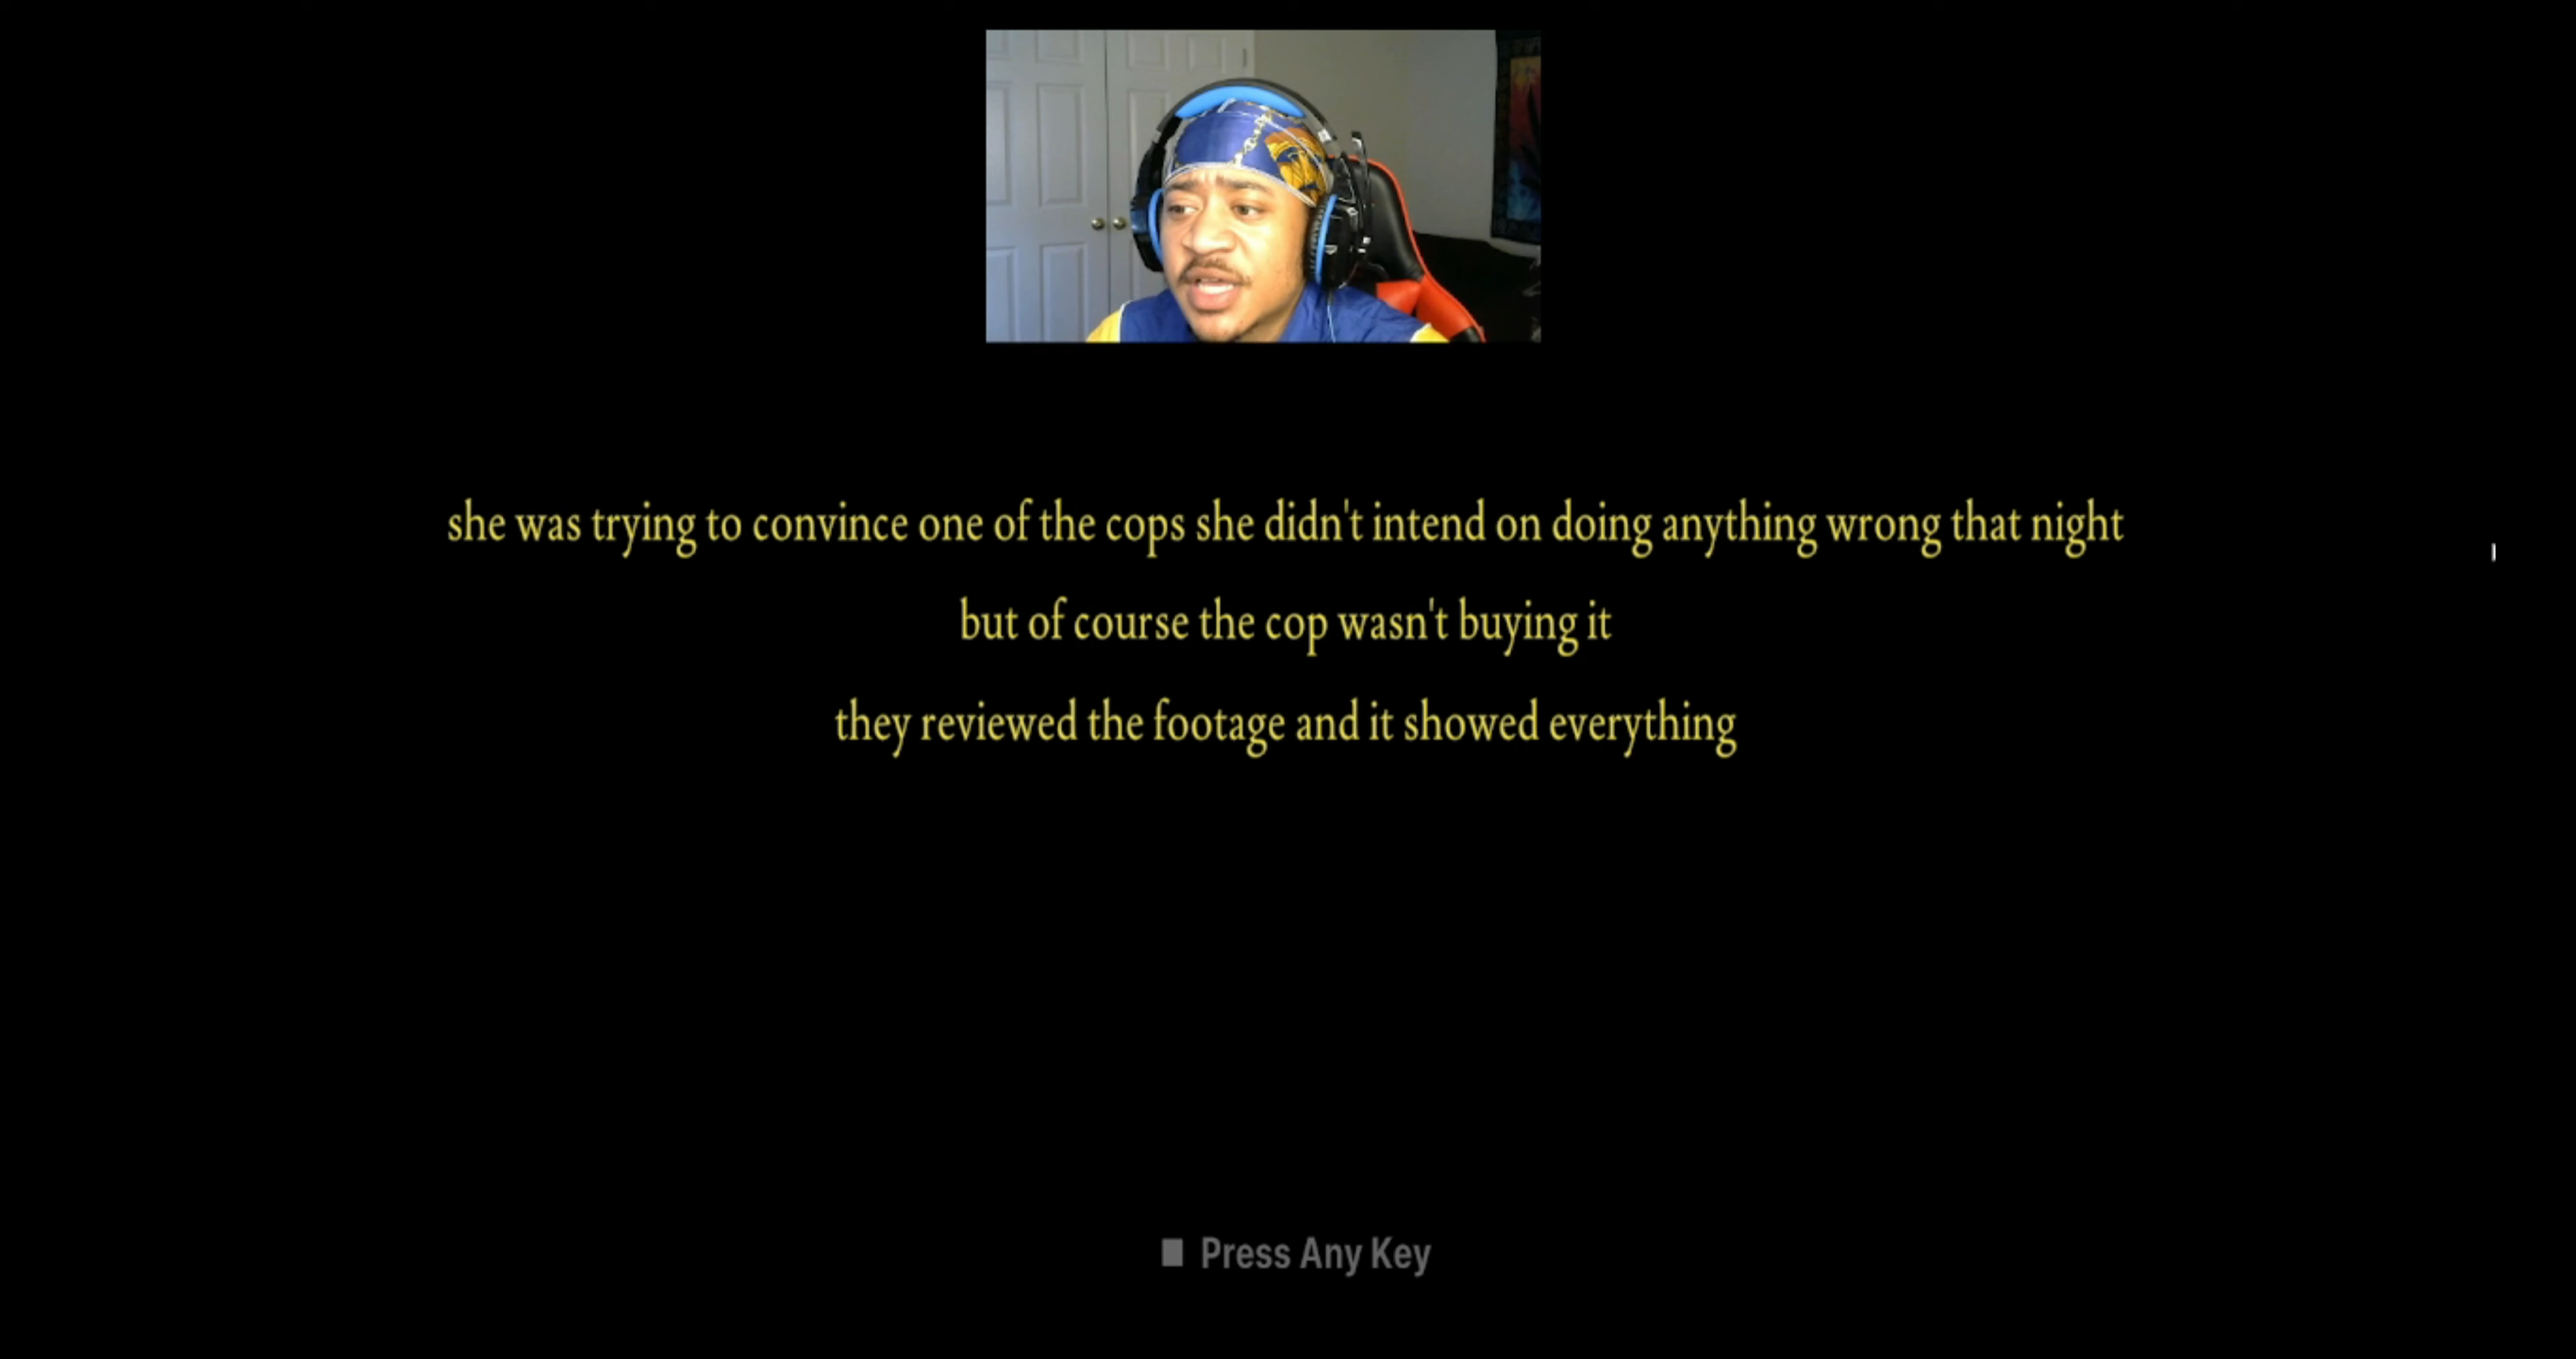 she was trying to convince one of the cops she didn't intend on doing anything wrong that night
but of course the cop wasn't buying it
they reviewed the footage and it showed everything
Press Any Key